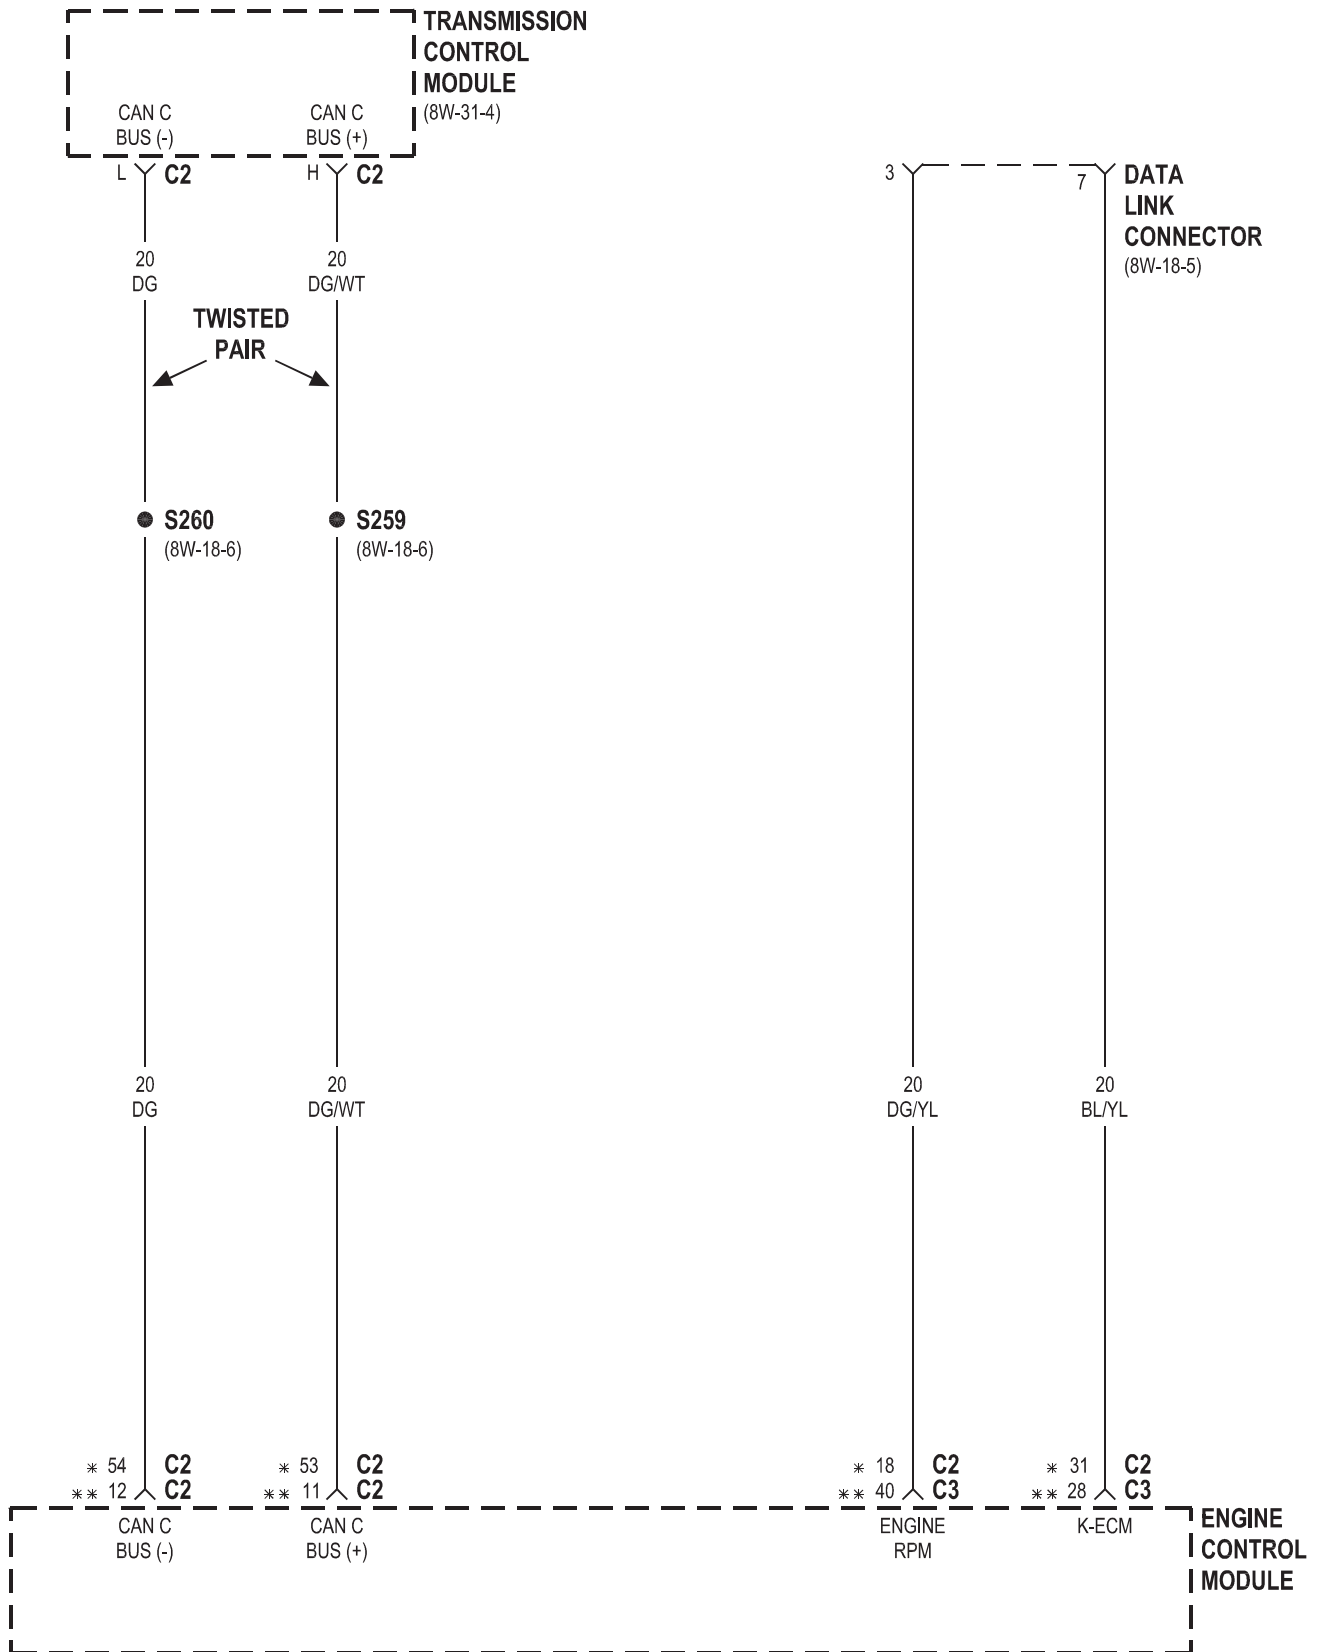 TRANSMISSION
CONTROL
MODULE
(8W-31-4)
CAN C
BUS (-)
CAN C
BUS (+)
L C2
H C2
3
7
DATA
LINK
CONNECTOR
(8W-18-5)
20
DG
20
DG/WT
TWISTED
PAIR
S260
(8W-18-6)
S259
(8W-18-6)
20
DG
20
DG/WT
20
DG/YL
20
BL/YL
* 54 C2
** 12 C2
* 53 C2
** 11 C2
* 18 C2
** 40 C3
* 31 C2
** 28 C3
CAN C
BUS (-)
CAN C
BUS (+)
ENGINE
RPM
K-ECM
ENGINE
CONTROL
MODULE